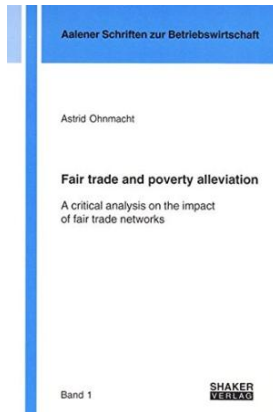 Aalener Schriften zur Betriebswirtschaft
Astrid Ohnmacht
Fair trade and poverty alleviation
A critical analysis on the impact
of fair trade networks
Band 1
SHAKER
VERLAG